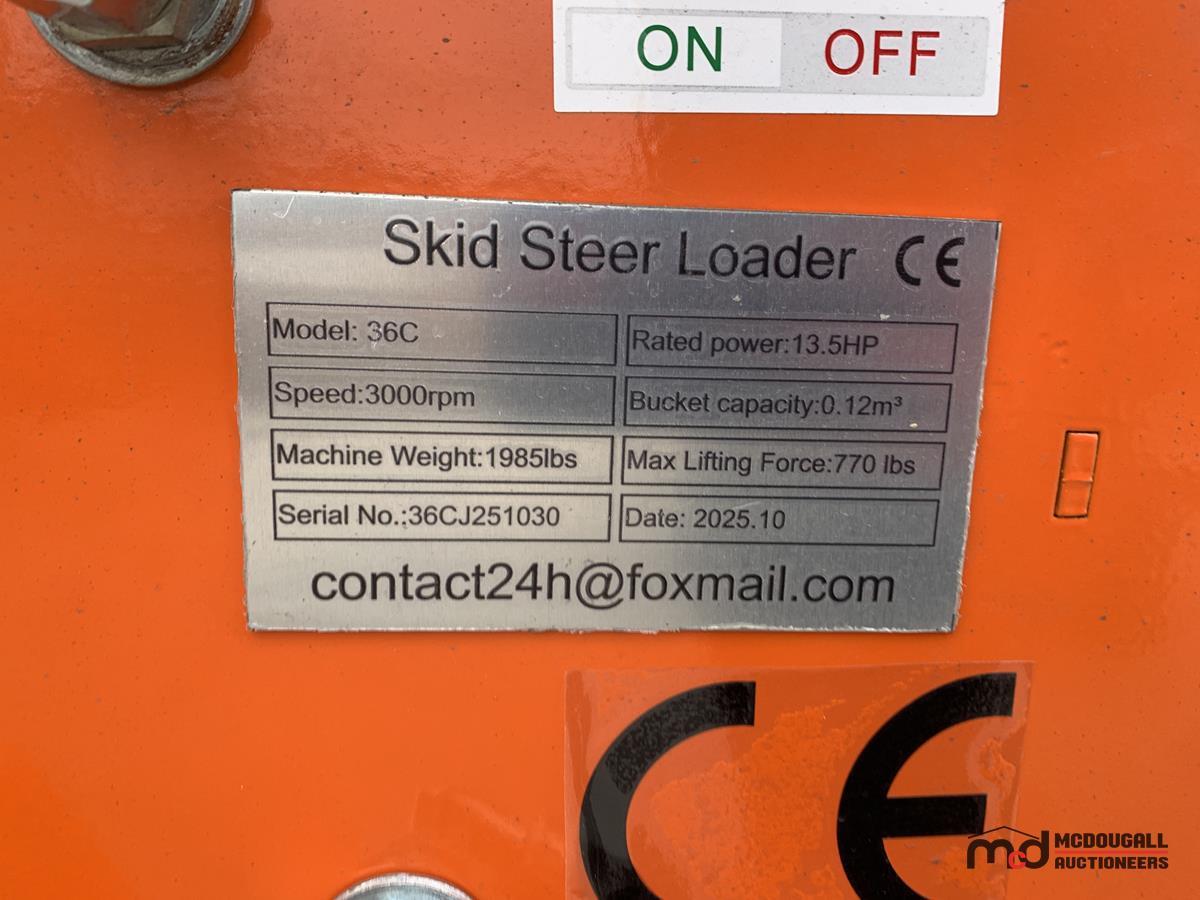 ON OFF
Skid Steer Loader CE
Model: 36C
Rated power:13.5HP
Speed:3000rpm
Bucket capacity:0.12m³
Machine Weight:1985lbs
Max Lifting Force:770 lbs
Serial No.:36CJ251030
Date: 2025.10
contact24h@foxmail.com
CE
mcd MCDOUGALL
AUCTIONEERS